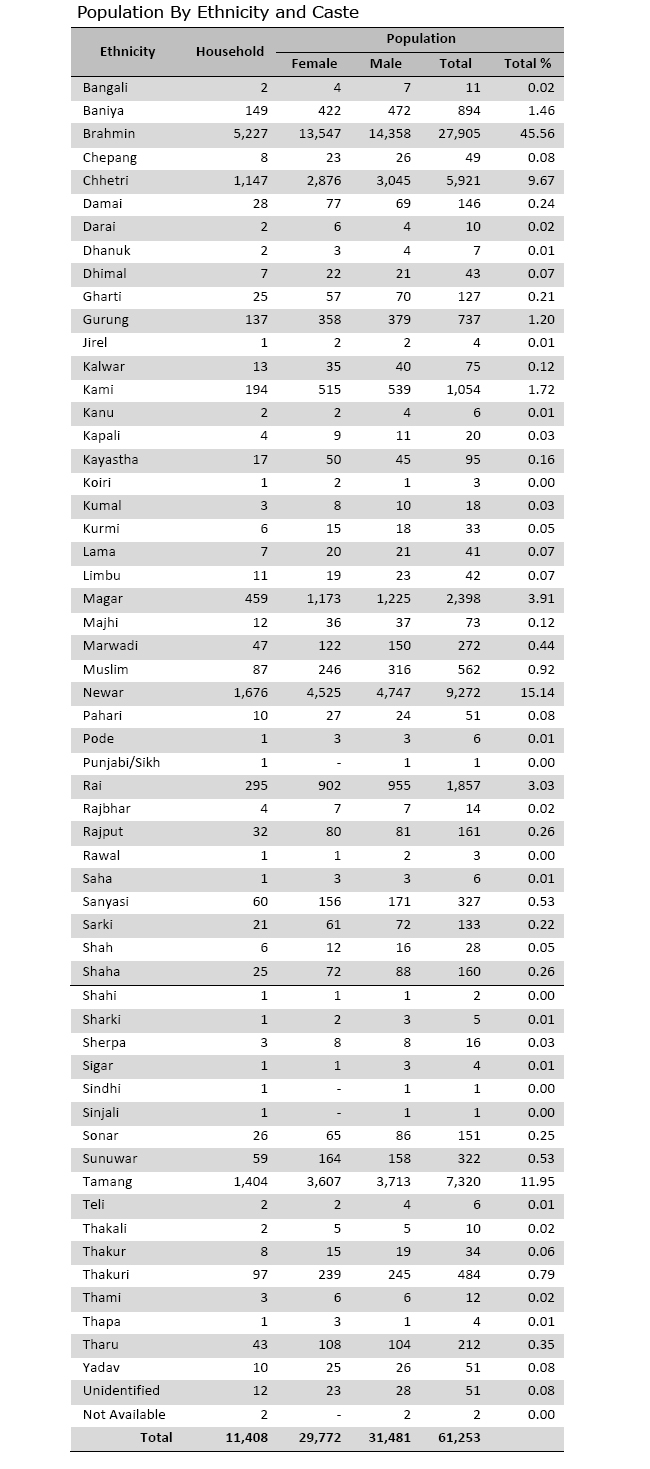 Population By Ethnicity and Caste
Population
Ethnicity Household
Female Male Total Total %
Bangali 2 4 7 11 0.02
Baniya 149 422 472 894 1.46
Brahmin 5,227 13,547 14,358 27,905 45.56
Chepang 8 23 26 49 0.08
Chhetri 1,147 2,876 3,045 5,921 9.67
Damai 28 77 69 146 0.24
Darai 2 6 4 10 0.02
Dhanuk 2 3 4 7 0.01
Dhimal 7 22 21 43 0.07
Gharti 25 57 70 127 0.21
Gurung 137 358 379 737 1.20
Jirel 1 2 2 4 0.01
Kalwar 13 35 40 75 0.12
Kami 194 515 539 1,054 1.72
Kanu 2 2 4 6 0.01
Kapali 4 9 11 20 0.03
Kayastha 17 50 45 95 0.16
Koiri 1 2 1 3 0.00
Kumal 3 8 10 18 0.03
Kurmi 6 15 18 33 0.05
Lama 7 20 21 41 0.07
Limbu 11 19 23 42 0.07
Magar 459 1,173 1,225 2,398 3.91
Majhi 12 36 37 73 0.12
Marwadi 47 122 150 272 0.44
Muslim 87 246 316 562 0.92
Newar 1,676 4,525 4,747 9,272 15.14
Pahari 10 27 24 51 0.08
Pode 1 3 3 6 0.01
Punjabi/Sikh 1 - 1 1 0.00
Rai 295 902 955 1,857 3.03
Rajbhar 4 7 7 14 0.02
Rajput 32 80 81 161 0.26
Rawal 1 1 2 3 0.00
Saha 1 3 3 6 0.01
Sanyasi 60 156 171 327 0.53
Sarki 21 61 72 133 0.22
Shah 6 12 16 28 0.05
Shaha 25 72 88 160 0.26
Shahi 1 1 1 2 0.00
Sharki 1 2 3 5 0.01
Sherpa 3 8 8 16 0.03
Sigar 1 1 3 4 0.01
Sindhi 1 - 1 1 0.00
Sinjali 1 - 1 1 0.00
Sonar 26 65 86 151 0.25
Sunuwar 59 164 158 322 0.53
Tamang 1,404 3,607 3,713 7,320 11.95
Teli 2 2 4 6 0.01
Thakali 2 5 5 10 0.02
Thakur 8 15 19 34 0.06
Thakuri 97 239 245 484 0.79
Thami 3 6 6 12 0.02
Thapa 1 3 1 4 0.01
Tharu 43 108 104 212 0.35
Yadav 10 25 26 51 0.08
Unidentified 12 23 28 51 0.08
Not Available 2 - 2 2 0.00
Total 11,408 29,772 31,481 61,253